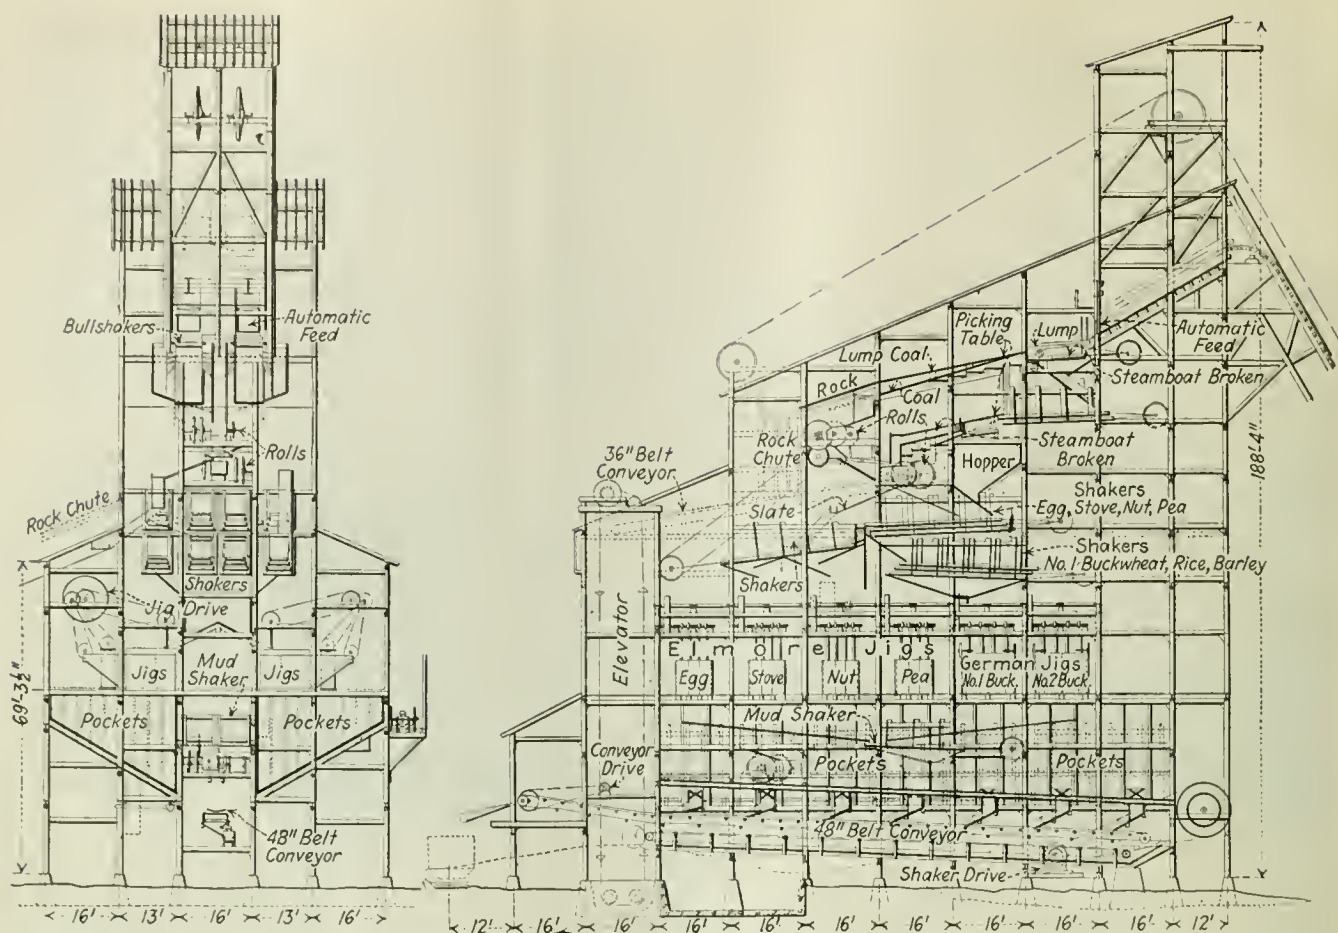 Bullshakers
Automatic
Feed
Rolls
Rock Chute
Shakers
Jig Drive
Jigs
Mud
Shaker
Jigs
Pockets
Pockets
69'-3½"
48" Belt
Conveyor
16' 13' 16' 13' 16'
Picking
Table
Lump
Automatic
Feed
Lump Coal
Steamboat Broken
Rock
Coal
Rolls
Rock
Chute
Steamboat
Broken
36" Belt
Conveyor
Hopper
188'-4"
Slate
Shakers
Egg, Stove, Nut, Pea
Shakers
No. 1 Buckwheat, Rice, Barley
Shakers
Elevator
Elmore Jigs
German Jigs
Egg
Stove
Nut
Pea
No.1 Buck.
No.2 Buck.
Mud Shaker
Conveyor
Drive
Pockets
Pockets
48" Belt Conveyor
Shaker Drive
12' 16' 16' 16' 16' 16' 16' 16' 16' 16' 12'